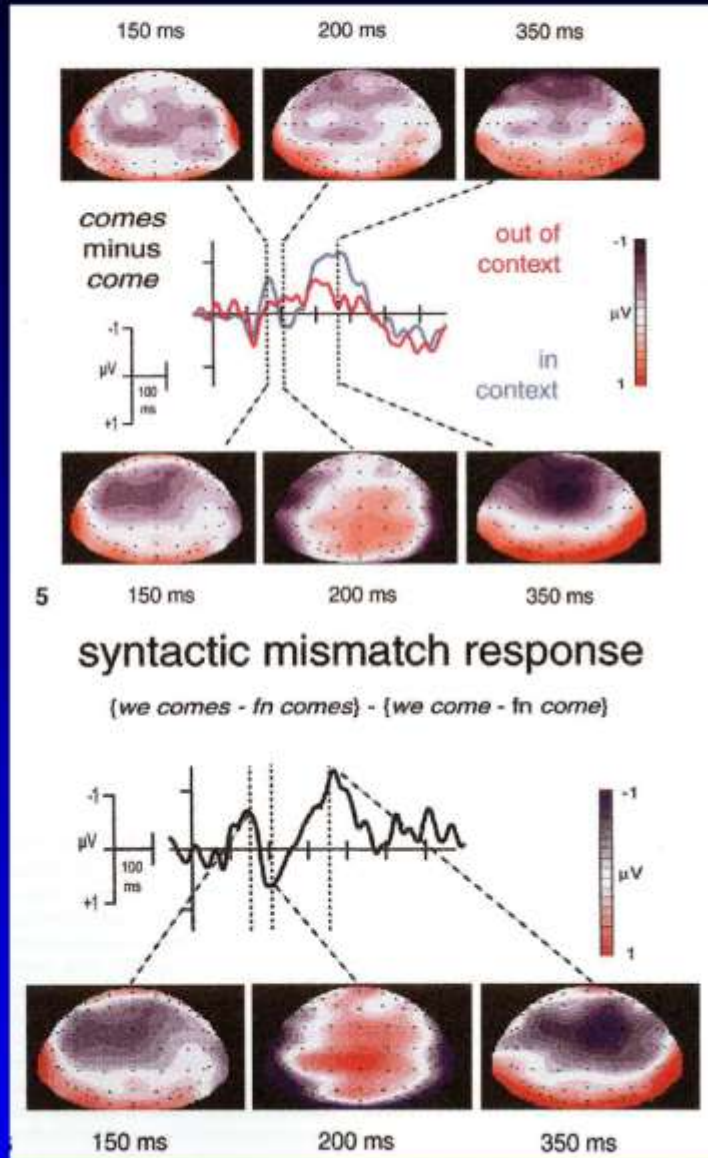 150 ms 200 ms 350 ms
comes
minus
come
out of
context
-1
µV
1
-1
µV
+1
100
ms
in
context
5 150 ms 200 ms 350 ms
syntactic mismatch response
{we comes - fn comes} - {we come - fn come}
-1
µV
+1
100
ms
-1
µV
1
150 ms 200 ms 350 ms